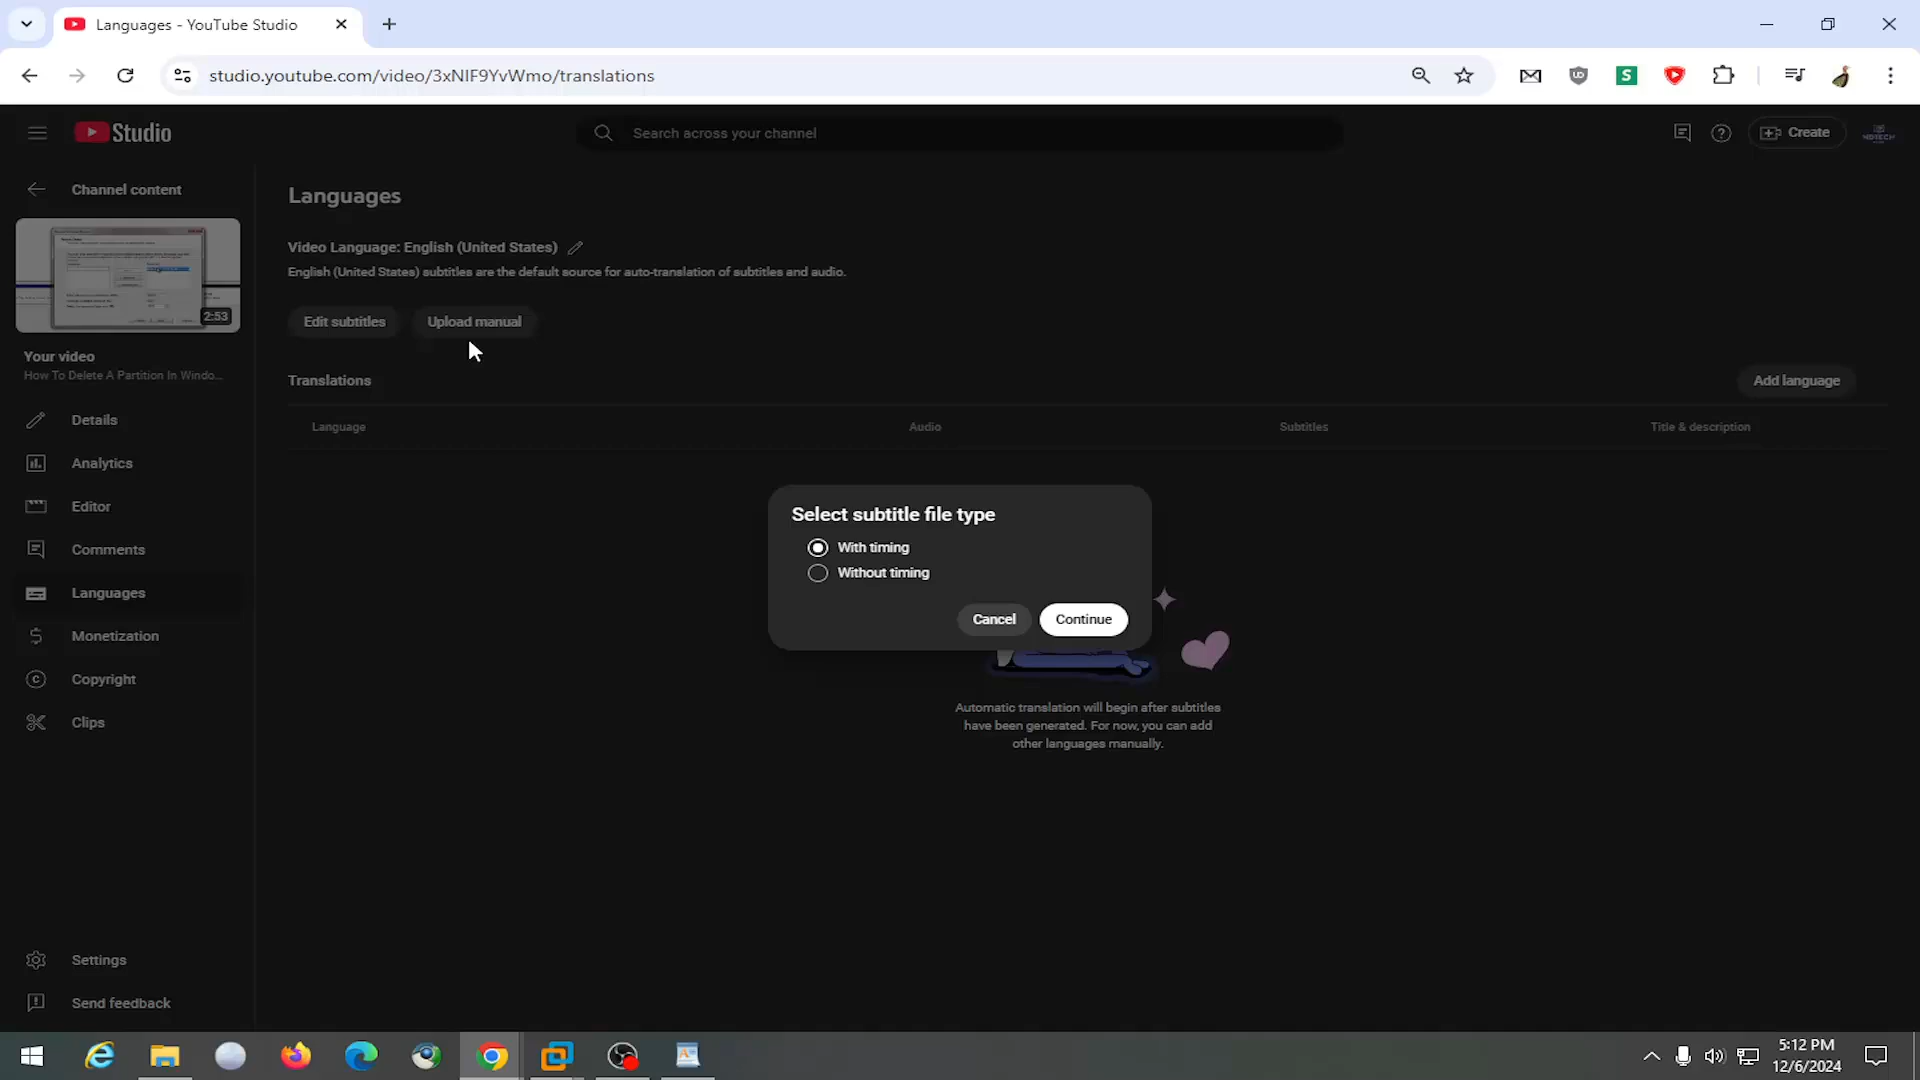 Languages - YouTube Studio
studio.youtube.com/video/3xNIF9YvWmo/translations
Studio
Search across your channel
Create
Channel content
Languages
Video Language: English (United States)
English (United States) subtitles are the default source for auto-translation of subtitles and audio.
2:53
Edit subtitles
Upload manual
Your video
How To Delete A Partition In Windo...
Translations
Add language
Language
Audio
Subtitles
Title & description
Details
Analytics
Editor
Comments
Languages
Monetization
Copyright
Clips
Select subtitle file type
With timing
Without timing
Cancel
Continue
Automatic translation will begin after subtitles
have been generated. For now, you can add
other languages manually.
Settings
Send feedback
5:12 PM
12/6/2024